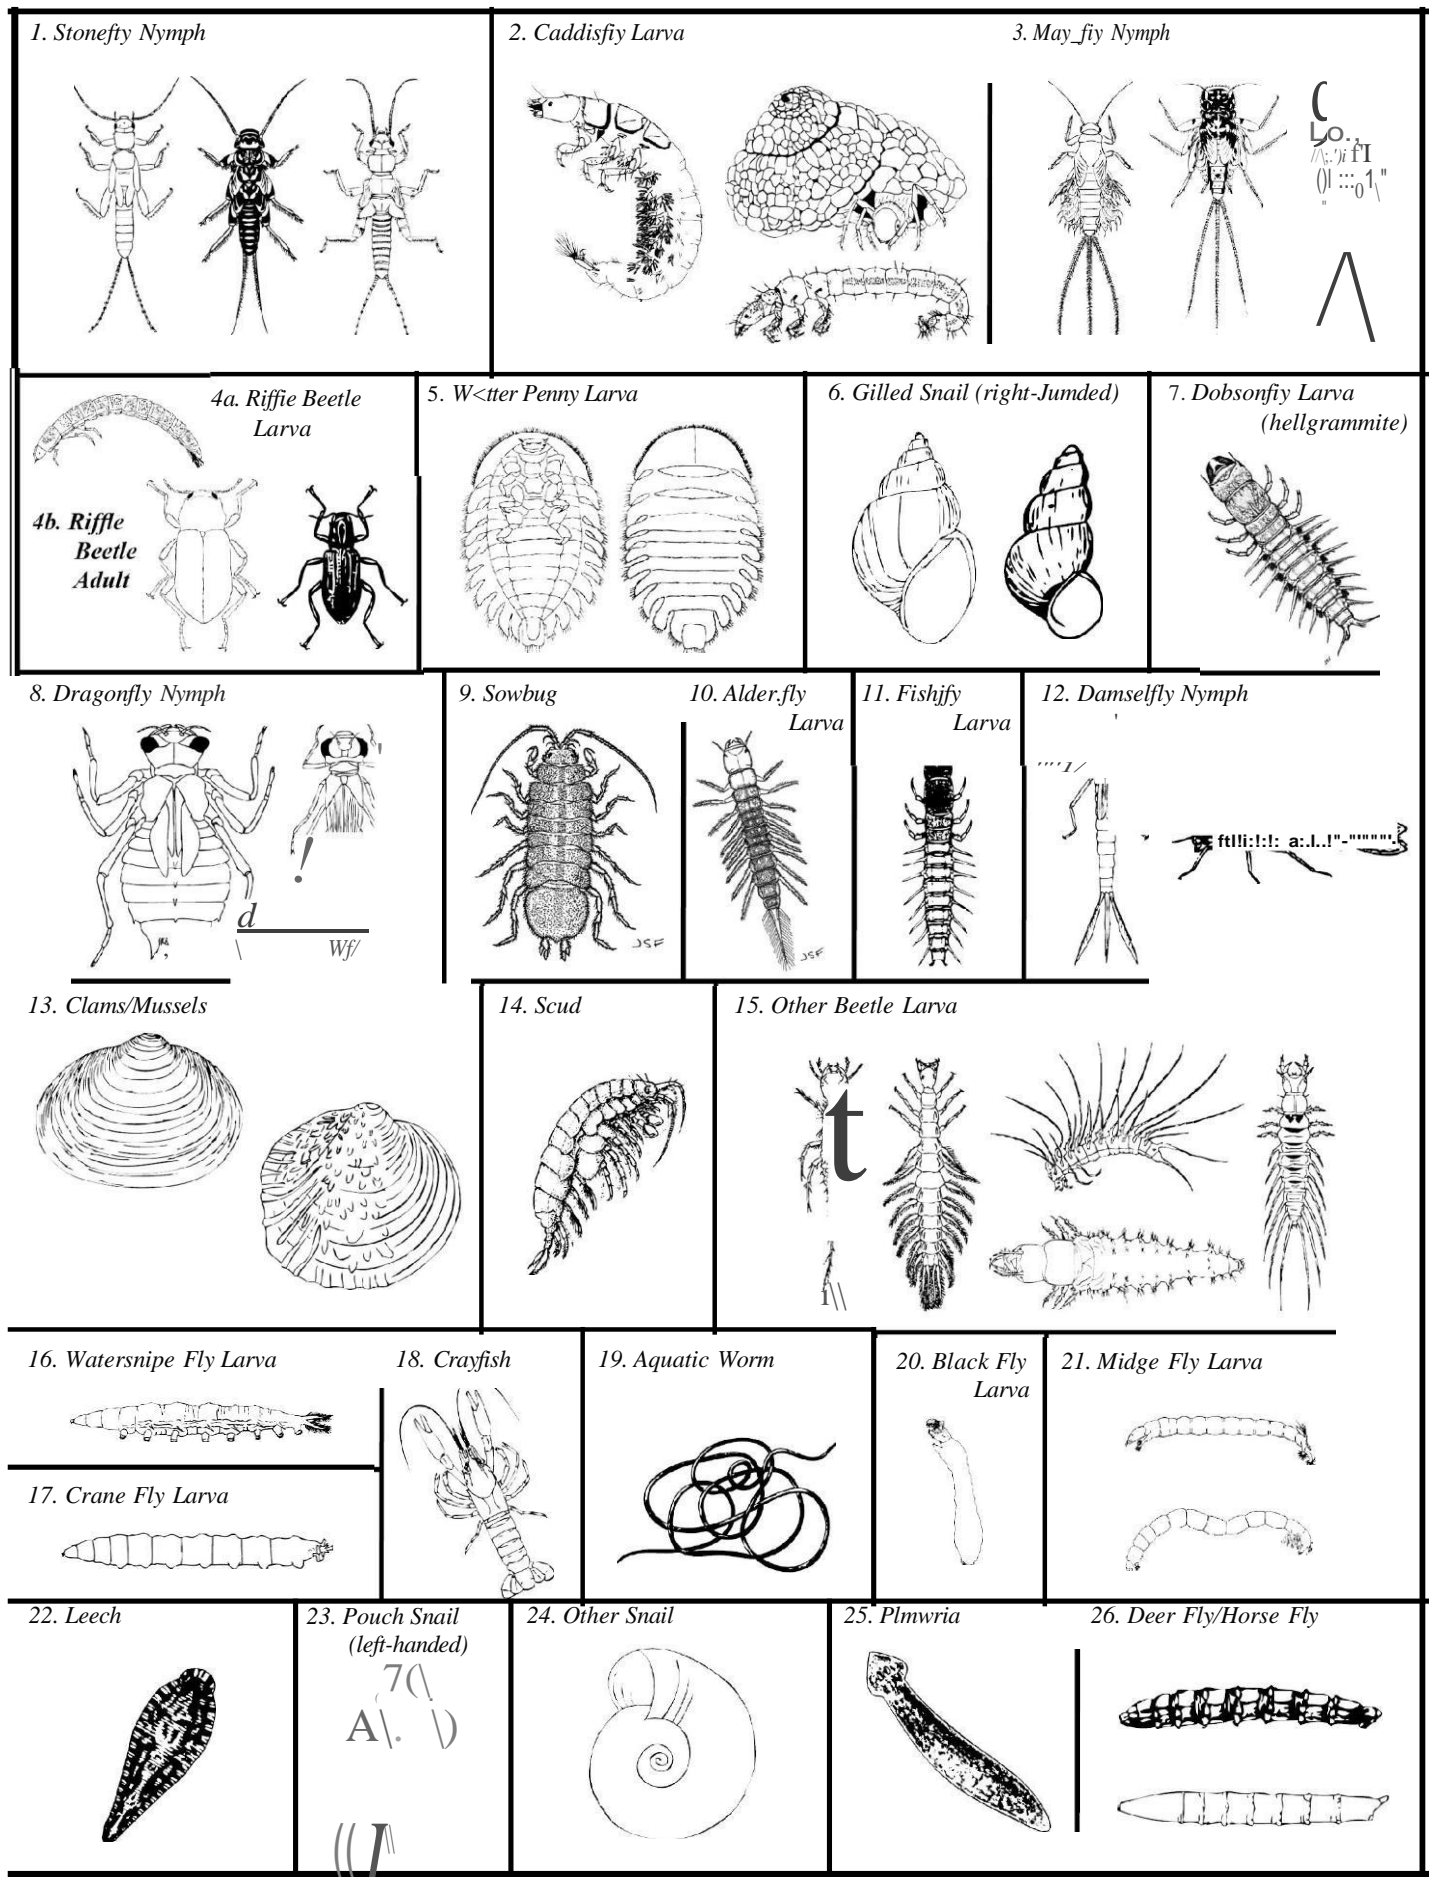 1. Stonefty Nymph
2. Caddisfiy Larva
3. May_fiy Nymph
4a. Riffie Beetle
Larva
4b. Riffle
Beetle
Adult
5. W<tter Penny Larva
6. Gilled Snail (right-Jumded)
7. Dobsonfiy Larva
(hellgrammite)
8. Dragonfly Nymph
9. Sowbug
JSF
10. Alder.fly
Larva
JSF
11. Fishjfy
Larva
12. Damselfly Nymph
13. Clams/Mussels
14. Scud
15. Other Beetle Larva
t
16. Watersnipe Fly Larva
17. Crane Fly Larva
18. Crayfish
19. Aquatic Worm
20. Black Fly
Larva
21. Midge Fly Larva
22. Leech
23. Pouch Snail
(left-handed)
24. Other Snail
25. Plmwria
26. Deer Fly/Horse Fly